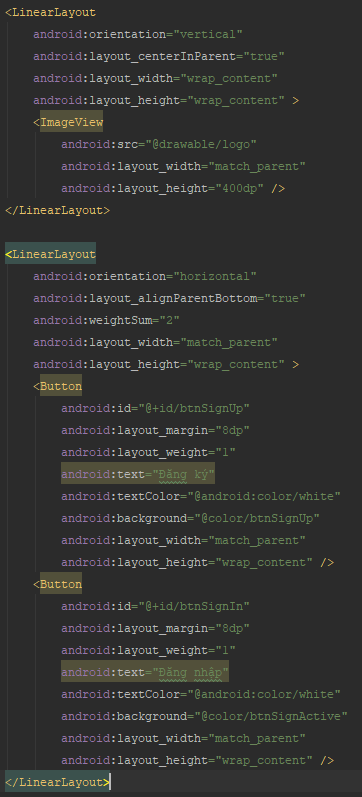 <LinearLayout
android:orientation="vertical"
android:layout_centerInParent="true"
android:layout_width="wrap_content"
android:layout_height="wrap_content" >
<ImageView
android:src="@drawable/logo"
android:layout_width="match_parent"
android:layout_height="400dp" />
</LinearLayout>
<LinearLayout
android:orientation="horizontal"
android:layout_alignParentBottom="true"
android:weightSum="2"
android:layout_width="match_parent"
android:layout_height="wrap_content" >
<Button
android:id="@+id/btnSignUp"
android:layout_margin="8dp"
android:layout_weight="1"
android:text="Đăng ký"
android:textColor="@android:color/white"
android:background="@color/btnSignUp"
android:layout_width="match_parent"
android:layout_height="wrap_content" />
<Button
android:id="@+id/btnSignIn"
android:layout_margin="8dp"
android:layout_weight="1"
android:text="Đăng nhập"
android:textColor="@android:color/white"
android:background="@color/btnSignActive"
android:layout_width="match_parent"
android:layout_height="wrap_content" />
</LinearLayout>